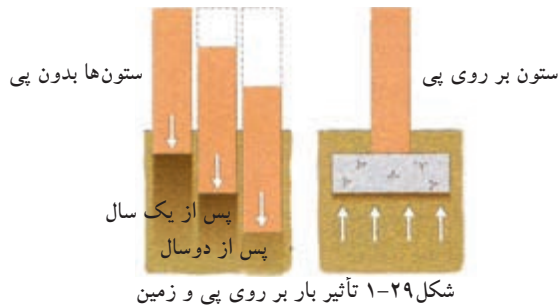 ستون بر روی پی
ستون‌ها بدون پی
پس از یک سال
پس از دوسال
شکل۲۹-۱ تأثیر بار بر روی پی و زمین